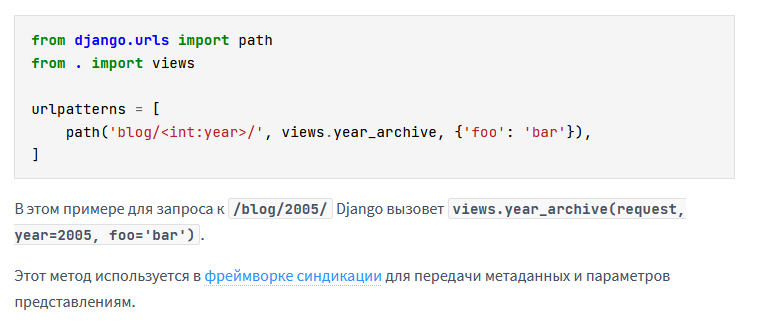 from django.urls import path
from . import views
urlpatterns = [
    path('blog/<int:year>/', views.year_archive, {'foo': 'bar'}),
]
В этом примере для запроса к /blog/2005/ Django вызовет views.year_archive(request,
year=2005, foo='bar') .
Этот метод используется в фреймворке синдикации для передачи метаданных и параметров
представлениям.